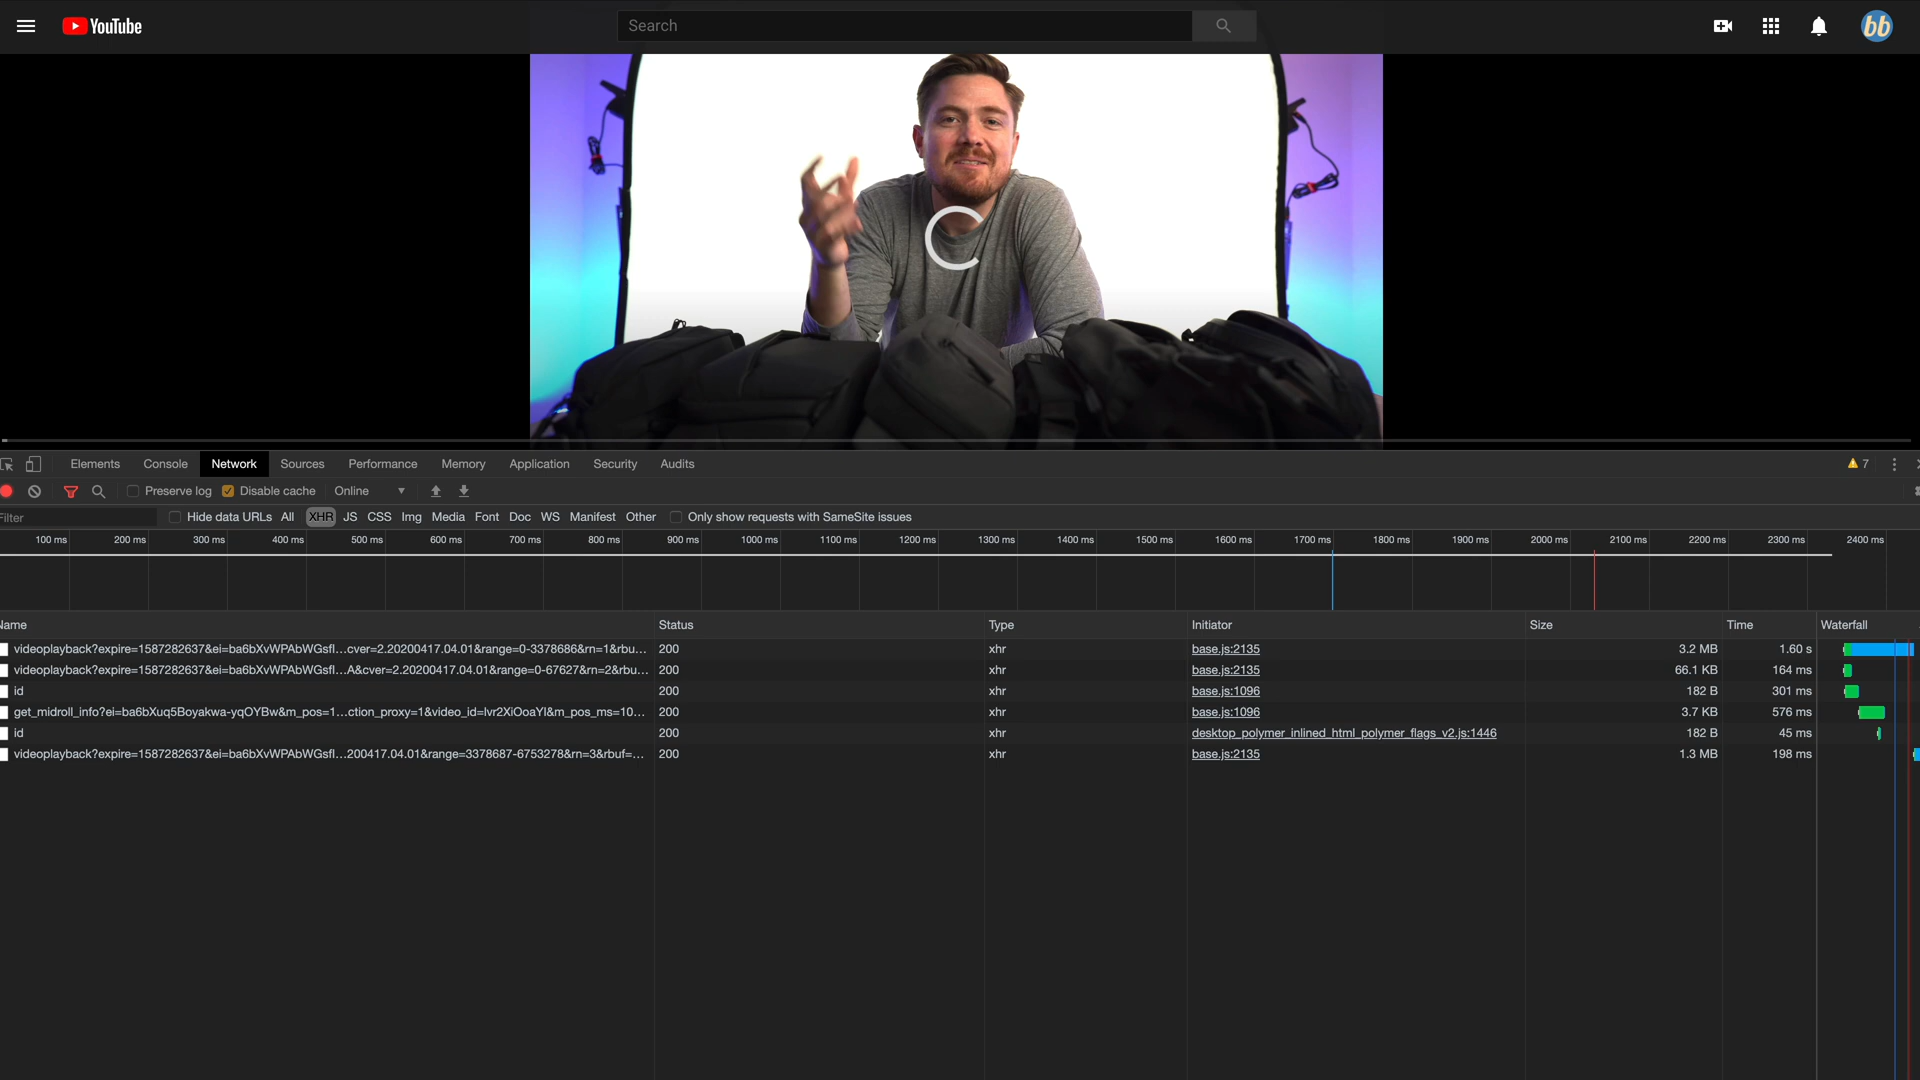 YouTube Search bb
Elements Console Network Sources Performance Memory Application Security Audits 7
Preserve log Disable cache Online
Filter Hide data URLs All XHR JS CSS Img Media Font Doc WS Manifest Other Only show requests with SameSite issues
100 ms 200 ms 300 ms 400 ms 500 ms 600 ms 700 ms 800 ms 900 ms 1000 ms 1100 ms 1200 ms 1300 ms 1400 ms 1500 ms 1600 ms 1700 ms 1800 ms 1900 ms 2000 ms 2100 ms 2200 ms 2300 ms 2400 ms
Name Status Type Initiator Size Time Waterfall
videoplayback?expire=1587282637&ei=ba6bXvWPAbWGsfl...cver=2.20200417.04.01&range=0-3378686&rn=1&rbu... 200 xhr base.js:2135 3.2 MB 1.60 s
videoplayback?expire=1587282637&ei=ba6bXvWPAbWGsfl...A&cver=2.20200417.04.01&range=0-67627&rn=2&rbu... 200 xhr base.js:2135 66.1 KB 164 ms
id 200 xhr base.js:1096 182 B 301 ms
get_midroll_info?ei=ba6bXuq5Boyakwa-yqOYBw&m_pos=1...ction_proxy=1&video_id=lvr2XiOoaYI&m_pos_ms=10... 200 xhr base.js:1096 3.7 KB 576 ms
id 200 xhr desktop_polymer_inlined_html_polymer_flags_v2.js:1446 182 B 45 ms
videoplayback?expire=1587282637&ei=ba6bXvWPAbWGsfl...200417.04.01&range=3378687-6753278&rn=3&rbuf=... 200 xhr base.js:2135 1.3 MB 198 ms